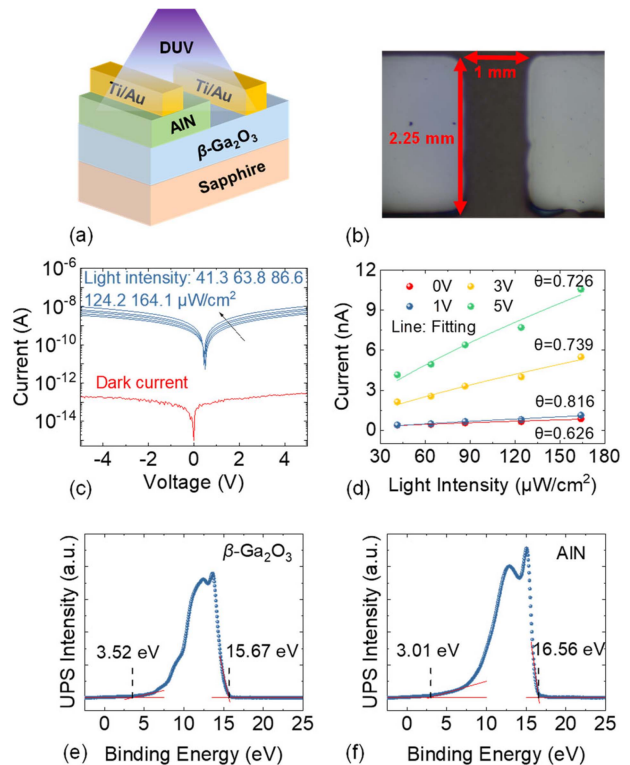 DUV
Ti/Au
Ti/Au
AlN
β-Ga₂O₃
Sapphire
(a)
1 mm
2.25 mm
(b)
10⁻⁶
10⁻⁸
10⁻¹⁰
10⁻¹²
10⁻¹⁴
Current (A)
Light intensity: 41.3 63.8 86.6
124.2 164.1 μW/cm²
Dark current
-4 -2 0 2 4
Voltage (V)
(c)
12
9
6
3
0
Current (nA)
0V 3V
1V 5V
Line: Fitting
θ=0.726
θ=0.739
θ=0.816
θ=0.626
30 60 90 120 150 180
Light Intensity (μW/cm²)
(d)
UPS Intensity (a.u.)
β-Ga₂O₃
3.52 eV
15.67 eV
0 5 10 15 20 25
Binding Energy (eV)
(e)
UPS Intensity (a.u.)
AlN
3.01 eV
16.56 eV
0 5 10 15 20 25
Binding Energy (eV)
(f)